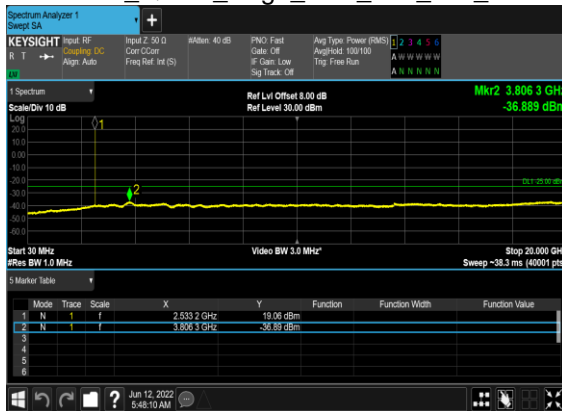 Spectrum Analyzer 1
Swept SA
+
KEYSIGHT Input: RF Input Z: 50 Ω #Atten: 40 dB PNO: Fast Avg Type: Power (RMS) 1 2 3 4 5 6
R T Coupling: DC Corr CCorr Gate: Off Avg|Hold: 100/100 A W W W W W
Align: Auto Freq Ref: Int (S) IF Gain: Low Trig: Free Run
Sig Track: Off A N N N N N
1 Spectrum Ref Lvl Offset 8.00 dB Mkr2 3.806 3 GHz
Scale/Div 10 dB Ref Level 30.00 dBm -36.889 dBm
Log
20.0
10.0
0.00
-10.0
-20.0
-30.0
-40.0
-50.0
-60.0
1
2
DL1 -25.00 dBm
Start 30 MHz Video BW 3.0 MHz* Stop 20.000 GHz
#Res BW 1.0 MHz Sweep ~38.3 ms (40001 pts)
5 Marker Table
Mode Trace Scale X Y Function Function Width Function Value
1 N 1 f 2.533 2 GHz 19.06 dBm
2 N 1 f 3.806 3 GHz -36.89 dBm
3
4
5
6
? Jun 12, 2022
5:48:10 AM